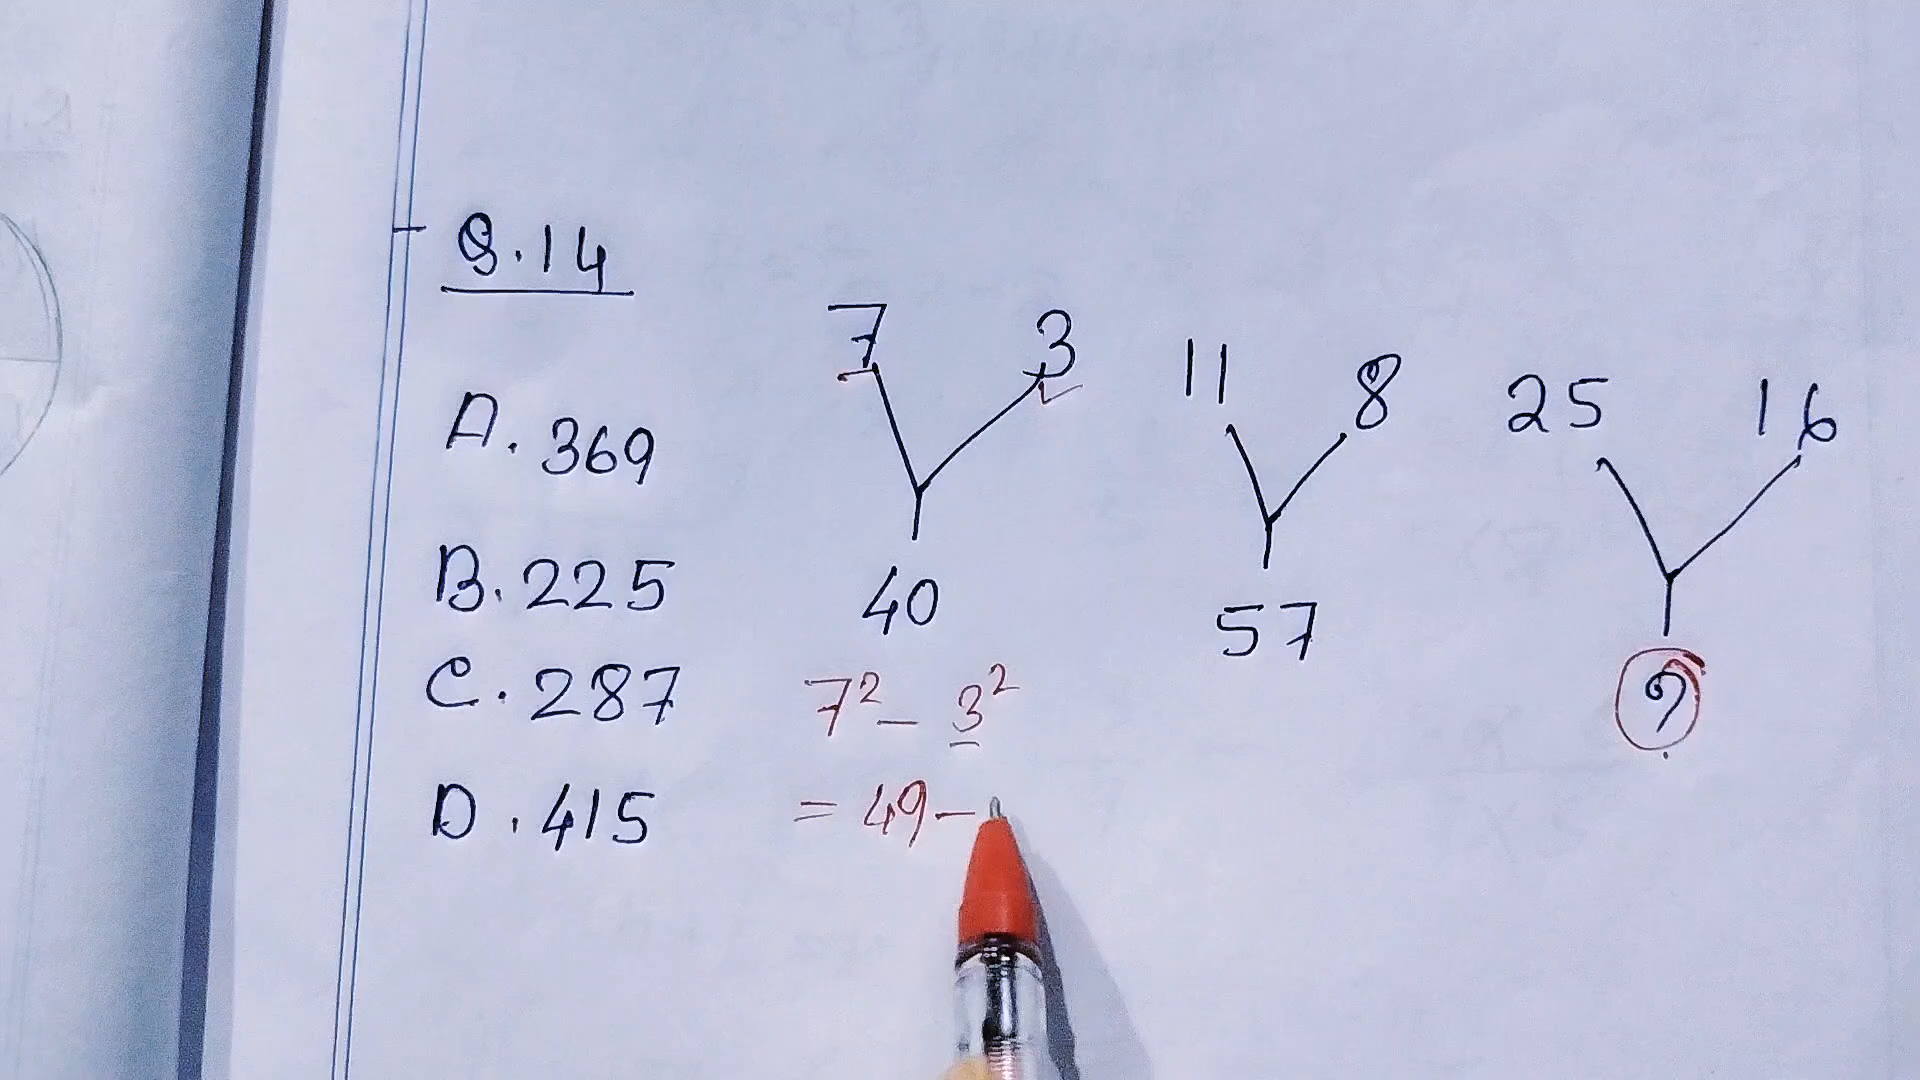 Q.14
7 3
11 8
25 16
A. 369
40
57
?
B. 225
C. 287
D. 415
7² - 3²
= 49 -